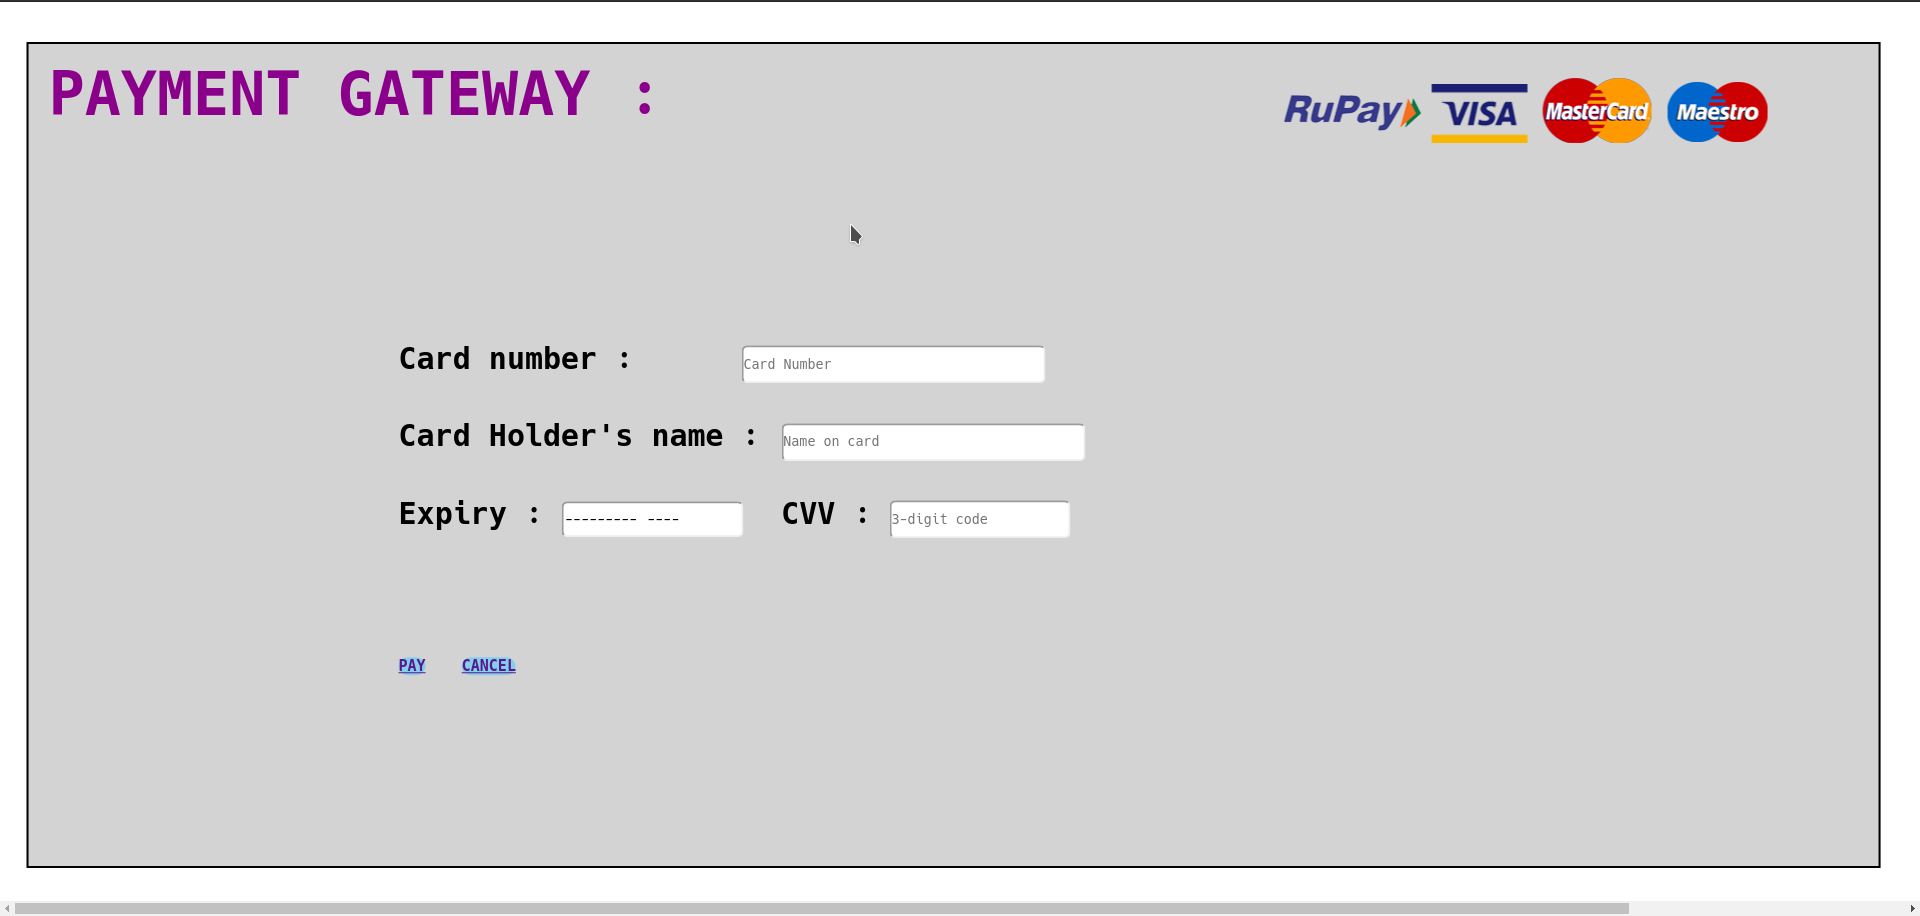 PAYMENT GATEWAY :
RuPay VISA MasterCard Maestro
Card number : Card Number
Card Holder's name : Name on card
Expiry : --------- ---- CVV : 3-digit code
PAY CANCEL